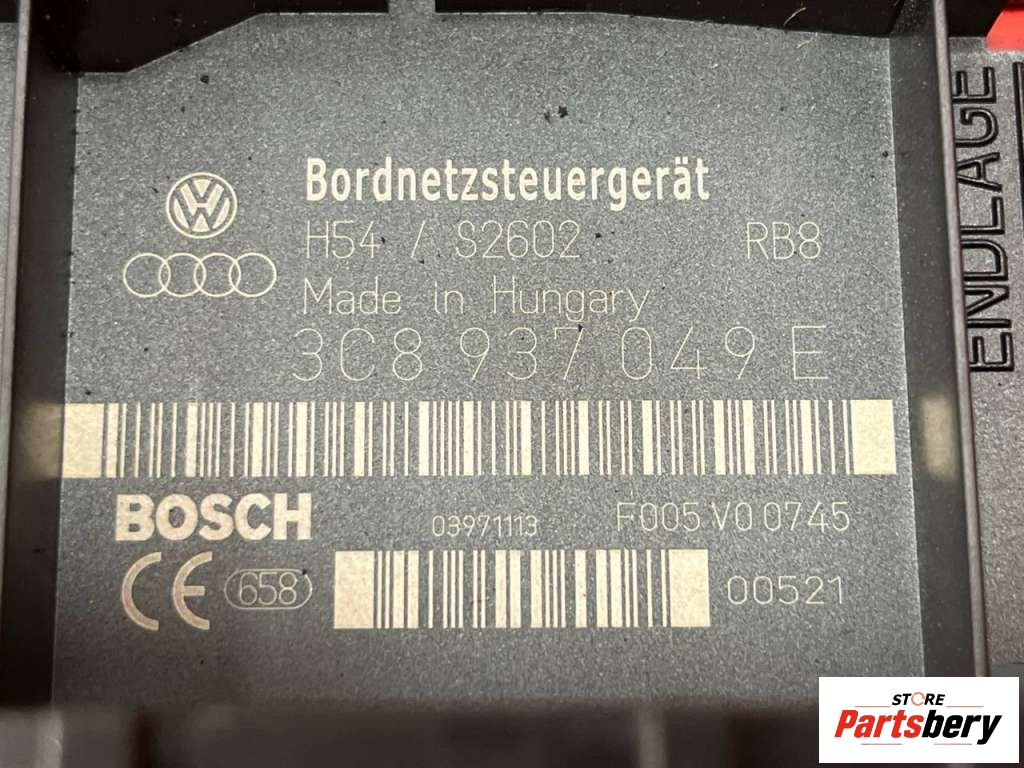 Bordnetzsteuergerät
H54 / S2602 RB8
Made in Hungary
3C8 937 049 E
BOSCH 03971113 F005 V0 0745
CE 658 00521
ENDLAGE
STORE
Partsbery